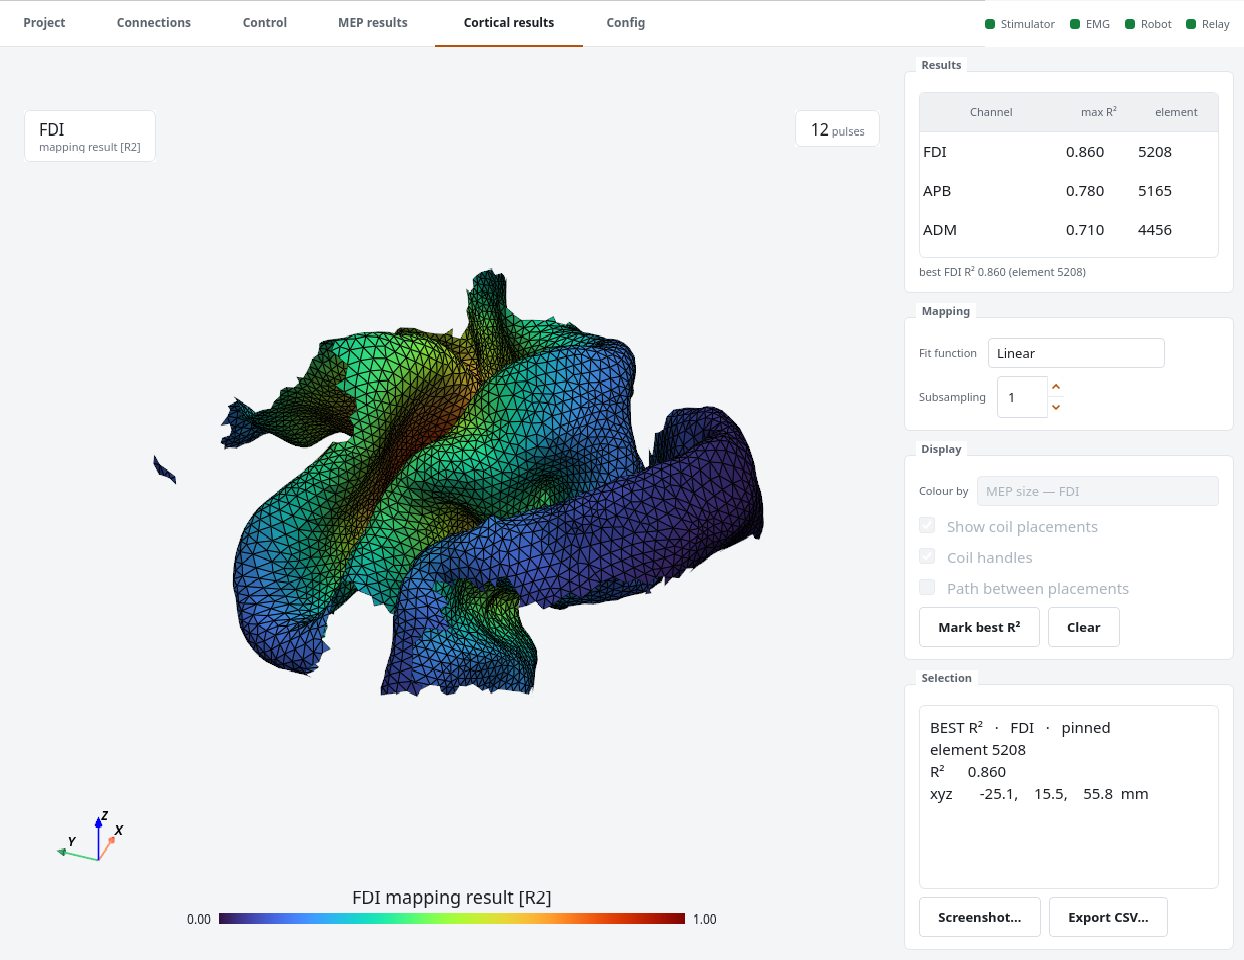 Project Connections Control MEP results Cortical results Config Stimulator EMG Robot Relay
FDI
mapping result [R2]
12 pulses
Z
X
Y
FDI mapping result [R2]
0.00 1.00
Results
Channel max R² element
FDI 0.860 5208
APB 0.780 5165
ADM 0.710 4456
best FDI R² 0.860 (element 5208)
Mapping
Fit function Linear
Subsampling 1
Display
Colour by MEP size — FDI
Show coil placements
Coil handles
Path between placements
Mark best R² Clear
Selection
BEST R² · FDI · pinned
element 5208
R² 0.860
xyz -25.1, 15.5, 55.8 mm
Screenshot... Export CSV...